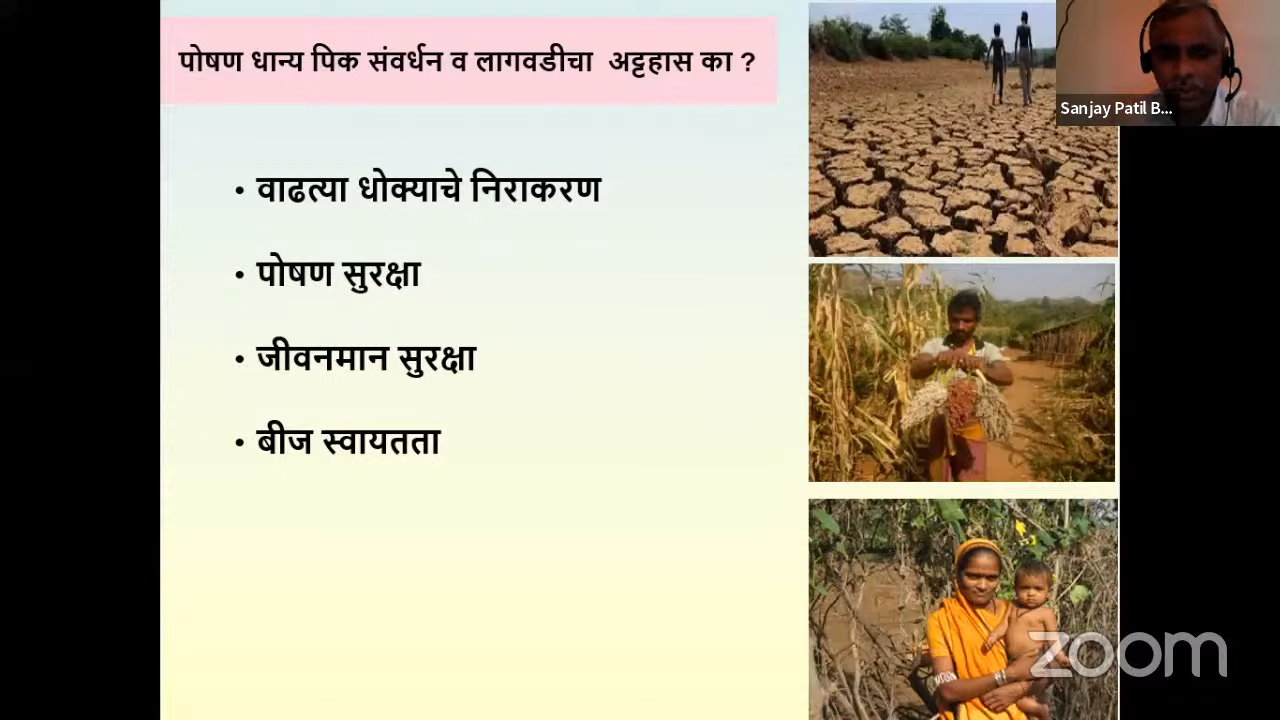 पोषण धान्य पिक संवर्धन व लागवडीचा अट्टहास का ?
Sanjay Patil B...
• वाढत्या धोक्याचे निराकरण
• पोषण सुरक्षा
• जीवनमान सुरक्षा
• बीज स्वायतता
zoom